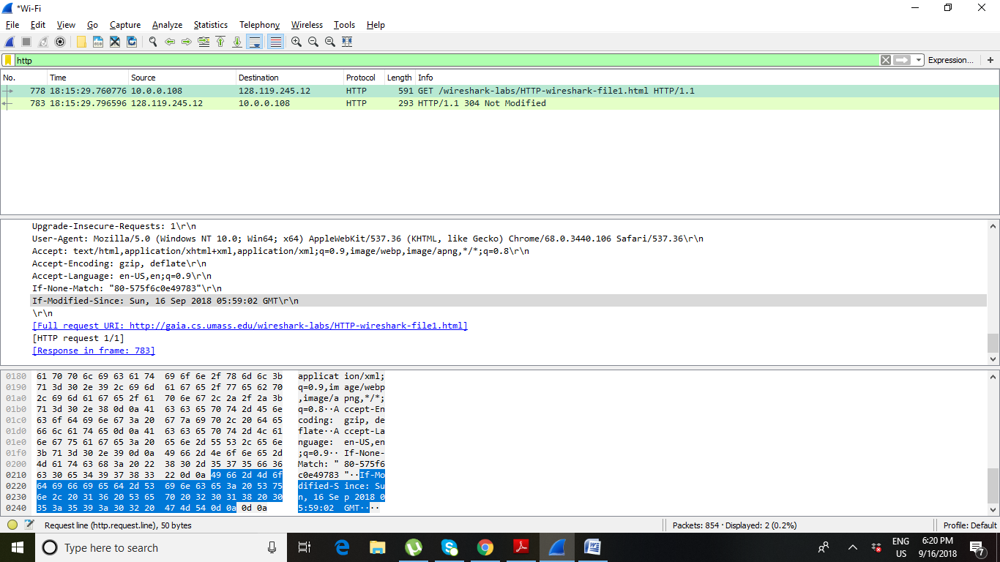 *Wi-Fi
File Edit View Go Capture Analyze Statistics Telephony Wireless Tools Help
http
Expression... +
No. Time Source Destination Protocol Length Info
778 18:15:29.760776 10.0.0.108 128.119.245.12 HTTP 591 GET /wireshark-labs/HTTP-wireshark-file1.html HTTP/1.1
783 18:15:29.796596 128.119.245.12 10.0.0.108 HTTP 293 HTTP/1.1 304 Not Modified
Upgrade-Insecure-Requests: 1\r\n
User-Agent: Mozilla/5.0 (Windows NT 10.0; Win64; x64) AppleWebKit/537.36 (KHTML, like Gecko) Chrome/68.0.3440.106 Safari/537.36\r\n
Accept: text/html,application/xhtml+xml,application/xml;q=0.9,image/webp,image/apng,*/*;q=0.8\r\n
Accept-Encoding: gzip, deflate\r\n
Accept-Language: en-US,en;q=0.9\r\n
If-None-Match: "80-575f6c0e49783"\r\n
If-Modified-Since: Sun, 16 Sep 2018 05:59:02 GMT\r\n
\r\n
[Full request URI: http://gaia.cs.umass.edu/wireshark-labs/HTTP-wireshark-file1.html]
[HTTP request 1/1]
[Response in frame: 783]
0180 61 70 70 6c 69 63 61 74 69 6f 6e 2f 78 6d 6c 3b applicat ion/xml;
0190 71 3d 30 2e 39 2c 69 6d 61 67 65 2f 77 65 62 70 q=0.9,im age/webp
01a0 2c 69 6d 61 67 65 2f 61 70 6e 67 2c 2a 2f 2a 3b ,image/a png,*/*;
01b0 71 3d 30 2e 38 0d 0a 41 63 63 65 70 74 2d 45 6e q=0.8··A ccept-En
01c0 63 6f 64 69 6e 67 3a 20 67 7a 69 70 2c 20 64 65 coding: gzip, de
01d0 66 6c 61 74 65 0d 0a 41 63 63 65 70 74 2d 4c 61 flate··A ccept-La
01e0 6e 67 75 61 67 65 3a 20 65 6e 2d 55 53 2c 65 6e nguage: en-US,en
01f0 3b 71 3d 30 2e 39 0d 0a 49 66 2d 4e 6f 6e 65 2d ;q=0.9·· If-None-
0200 4d 61 74 63 68 3a 20 22 38 30 2d 35 37 35 66 36 Match: " 80-575f6
0210 63 30 65 34 39 37 38 33 22 0d 0a 49 66 2d 4d 6f c0e49783 "··If-Mo
0220 64 69 66 69 65 64 2d 53 69 6e 63 65 3a 20 53 75 dified-S ince: Su
0230 6e 2c 20 31 36 20 53 65 70 20 32 30 31 38 20 30 n, 16 Se p 2018 0
0240 35 3a 35 39 3a 30 32 20 47 4d 54 0d 0a 0d 0a 5:59:02 GMT····
Request line (http.request.line), 50 bytes Packets: 854 · Displayed: 2 (0.2%) Profile: Default
Type here to search
ENG 6:20 PM
US 9/16/2018 7